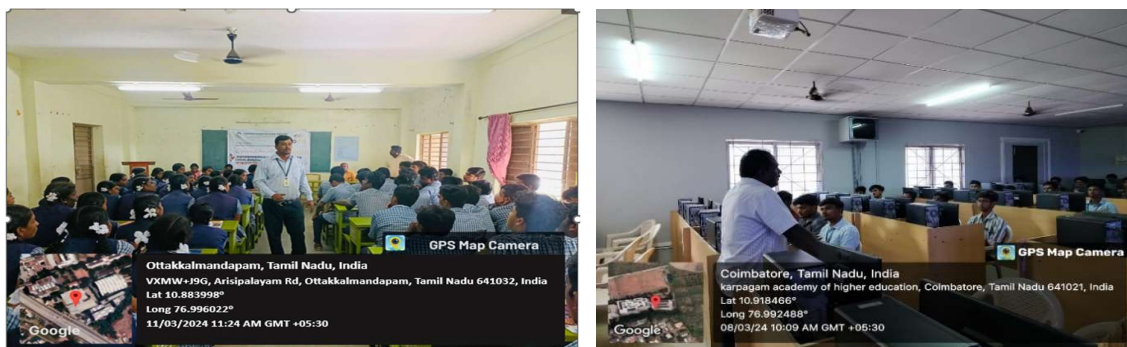 GPS Map Camera
Ottakkalmandapam, Tamil Nadu, India
VXMW+J9G, Arisipalayam Rd, Ottakkalmandapam, Tamil Nadu 641032, India
Lat 10.883998°
Long 76.996022°
11/03/2024 11:24 AM GMT +05:30
Google
GPS Map Camera
Coimbatore, Tamil Nadu, India
karpagam academy of higher education, Coimbatore, Tamil Nadu 641021, India
Lat 10.918466°
Long 76.992488°
08/03/24 10:09 AM GMT +05:30
Google